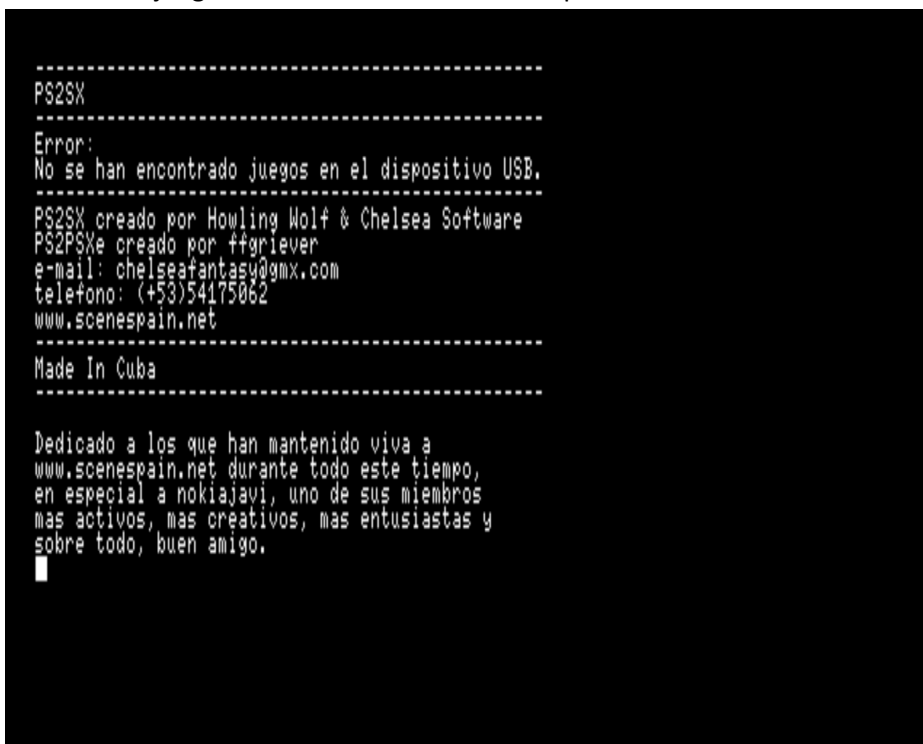 --------------------------------------------------
PS2SX
--------------------------------------------------
Error:
No se han encontrado juegos en el dispositivo USB.
--------------------------------------------------
PS2SX creado por Howling Wolf & Chelsea Software
PS2PSXe creado por ffgriever
e-mail: chelseafantasy@gmx.com
telefono: (+53)54175062
www.scenespain.net
--------------------------------------------------
Made In Cuba
--------------------------------------------------
Dedicado a los que han mantenido viva a
www.scenespain.net durante todo este tiempo,
en especial a nokiajavi, uno de sus miembros
mas activos, mas creativos, mas entusiastas y
sobre todo, buen amigo.